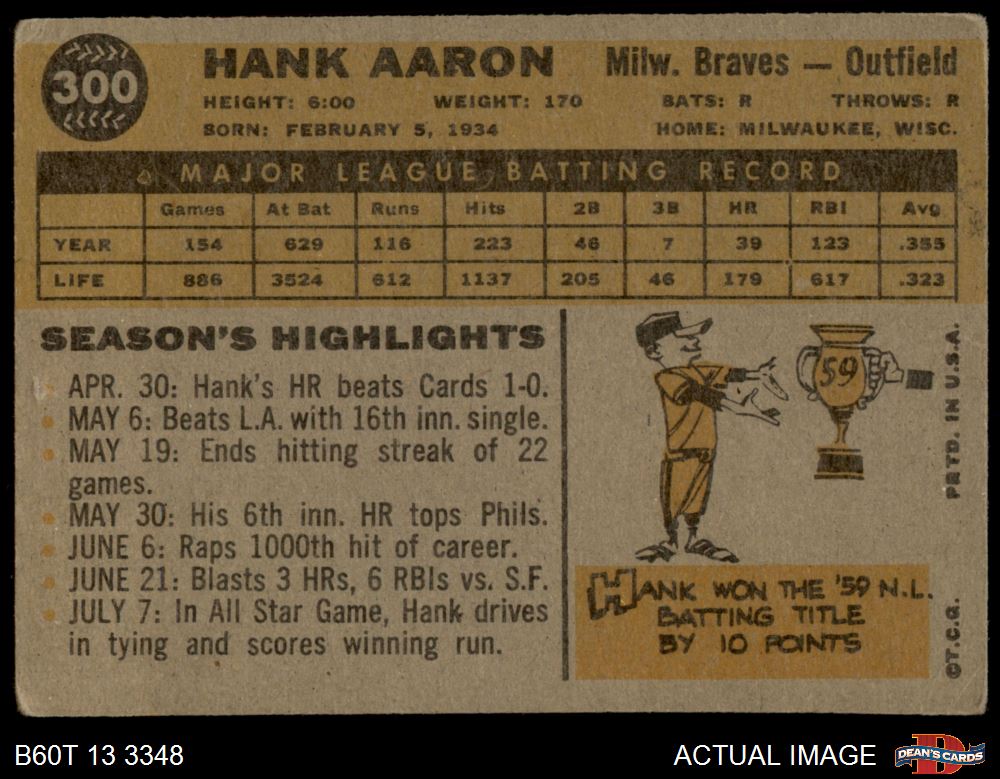 300
HANK AARON Milw. Braves — Outfield
HEIGHT: 6:00 WEIGHT: 170 BATS: R THROWS: R
BORN: FEBRUARY 5, 1934 HOME: MILWAUKEE, WISC.
MAJOR LEAGUE BATTING RECORD
Games At Bat Runs Hits 2B 3B HR RBI Avg
YEAR 154 629 116 223 46 7 39 123 .355
LIFE 886 3524 612 1137 205 46 179 617 .323
SEASON'S HIGHLIGHTS
APR. 30: Hank's HR beats Cards 1-0.
MAY 6: Beats L.A. with 16th inn. single.
MAY 19: Ends hitting streak of 22
games.
MAY 30: His 6th inn. HR tops Phils.
JUNE 6: Raps 1000th hit of career.
JUNE 21: Blasts 3 HRs, 6 RBIs vs. S.F.
JULY 7: In All Star Game, Hank drives
in tying and scores winning run.
59
HANK WON THE '59 N.L.
BATTING TITLE
BY 10 POINTS
PRTD. IN U.S.A.
©T.C.G.
B60T 13 3348 ACTUAL IMAGE
DEAN'S CARDS